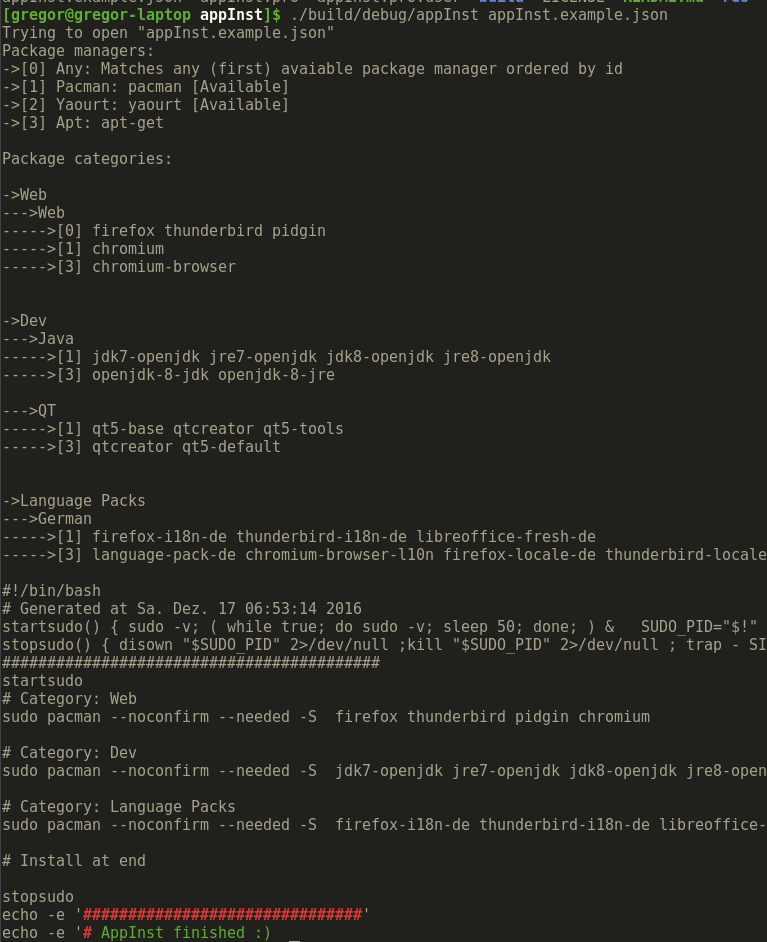 [gregor@gregor-laptop appInst]$ ./build/debug/appInst appInst.example.json
Trying to open "appInst.example.json"
Package managers:
->[0] Any: Matches any (first) avaiable package manager ordered by id
->[1] Pacman: pacman [Available]
->[2] Yaourt: yaourt [Available]
->[3] Apt: apt-get
Package categories:
->Web
--->Web
----->[0] firefox thunderbird pidgin
----->[1] chromium
----->[3] chromium-browser
->Dev
--->Java
----->[1] jdk7-openjdk jre7-openjdk jdk8-openjdk jre8-openjdk
----->[3] openjdk-8-jdk openjdk-8-jre
--->QT
----->[1] qt5-base qtcreator qt5-tools
----->[3] qtcreator qt5-default
->Language Packs
--->German
----->[1] firefox-i18n-de thunderbird-i18n-de libreoffice-fresh-de
----->[3] language-pack-de chromium-browser-l10n firefox-locale-de thunderbird-locale
#!/bin/bash
# Generated at Sa. Dez. 17 06:53:14 2016
startsudo() { sudo -v; ( while true; do sudo -v; sleep 50; done; ) &   SUDO_PID="$!"
stopsudo() { disown "$SUDO_PID" 2>/dev/null ;kill "$SUDO_PID" 2>/dev/null ; trap - SI
##########################################
startsudo
# Category: Web
sudo pacman --noconfirm --needed -S  firefox thunderbird pidgin chromium
# Category: Dev
sudo pacman --noconfirm --needed -S  jdk7-openjdk jre7-openjdk jdk8-openjdk jre8-open
# Category: Language Packs
sudo pacman --noconfirm --needed -S  firefox-i18n-de thunderbird-i18n-de libreoffice-
# Install at end
stopsudo
echo -e '###############################'
echo -e '# AppInst finished :)